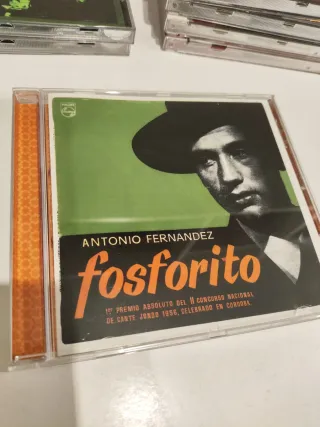 PHILIPS
ANTONIO FERNANDEZ
fosforito
1er PREMIO ABSOLUTO DEL II CONCURSO NACIONAL
DE CANTE JONDO 1956, CELEBRADO EN CORDOBA.